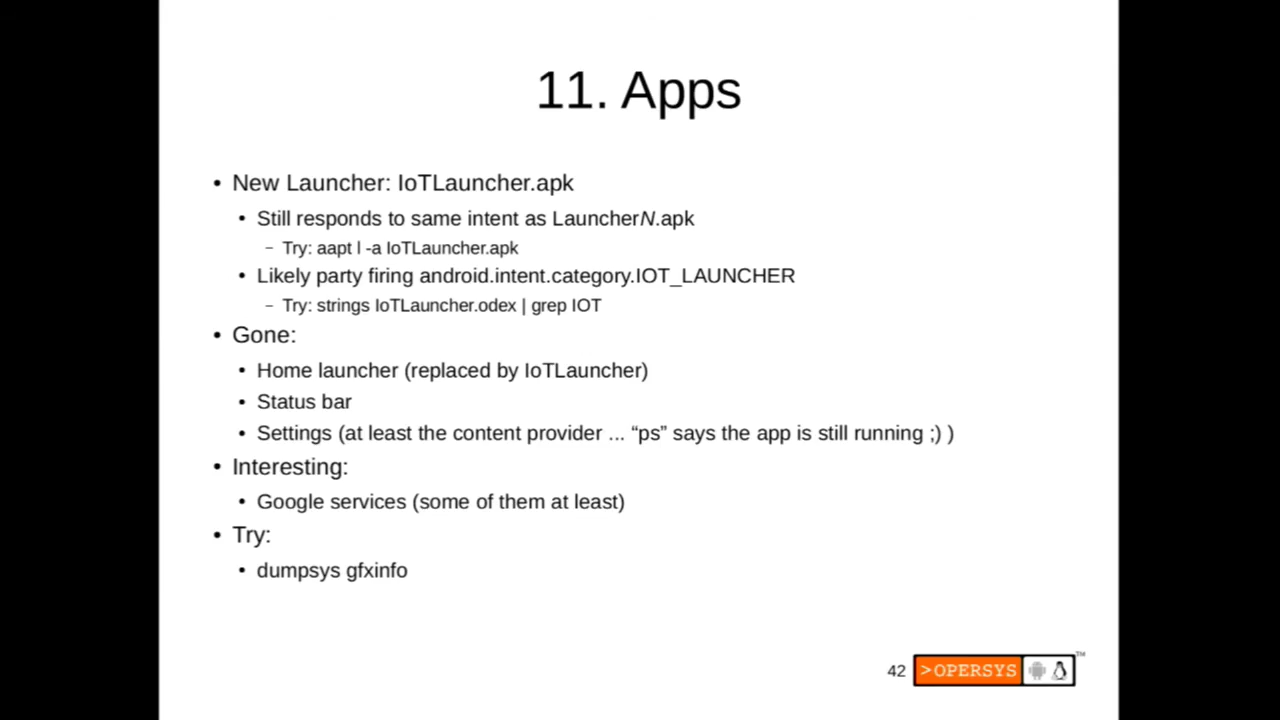 11. Apps
• New Launcher: IoTLauncher.apk
• Still responds to same intent as LauncherN.apk
– Try: aapt l -a IoTLauncher.apk
• Likely party firing android.intent.category.IOT_LAUNCHER
– Try: strings IoTLauncher.odex | grep IOT
• Gone:
• Home launcher (replaced by IoTLauncher)
• Status bar
• Settings (at least the content provider ... “ps” says the app is still running ;) )
• Interesting:
• Google services (some of them at least)
• Try:
• dumpsys gfxinfo
42 >OPERSYS ™